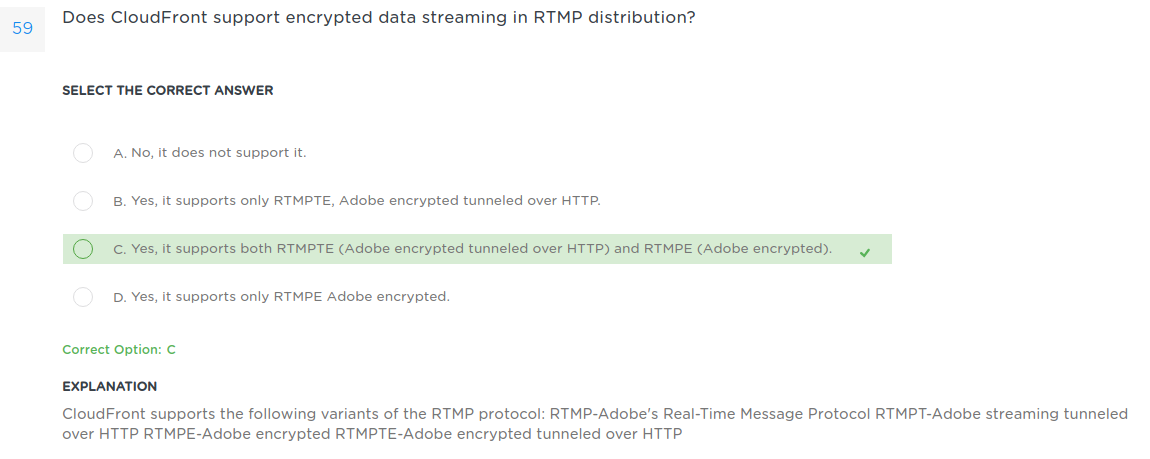 59
Does CloudFront support encrypted data streaming in RTMP distribution?
SELECT THE CORRECT ANSWER
A. No, it does not support it.
B. Yes, it supports only RTMPTE, Adobe encrypted tunneled over HTTP.
C. Yes, it supports both RTMPTE (Adobe encrypted tunneled over HTTP) and RTMPE (Adobe encrypted).
D. Yes, it supports only RTMPE Adobe encrypted.
Correct Option: C
EXPLANATION
CloudFront supports the following variants of the RTMP protocol: RTMP-Adobe's Real-Time Message Protocol RTMPT-Adobe streaming tunneled
over HTTP RTMPE-Adobe encrypted RTMPTE-Adobe encrypted tunneled over HTTP